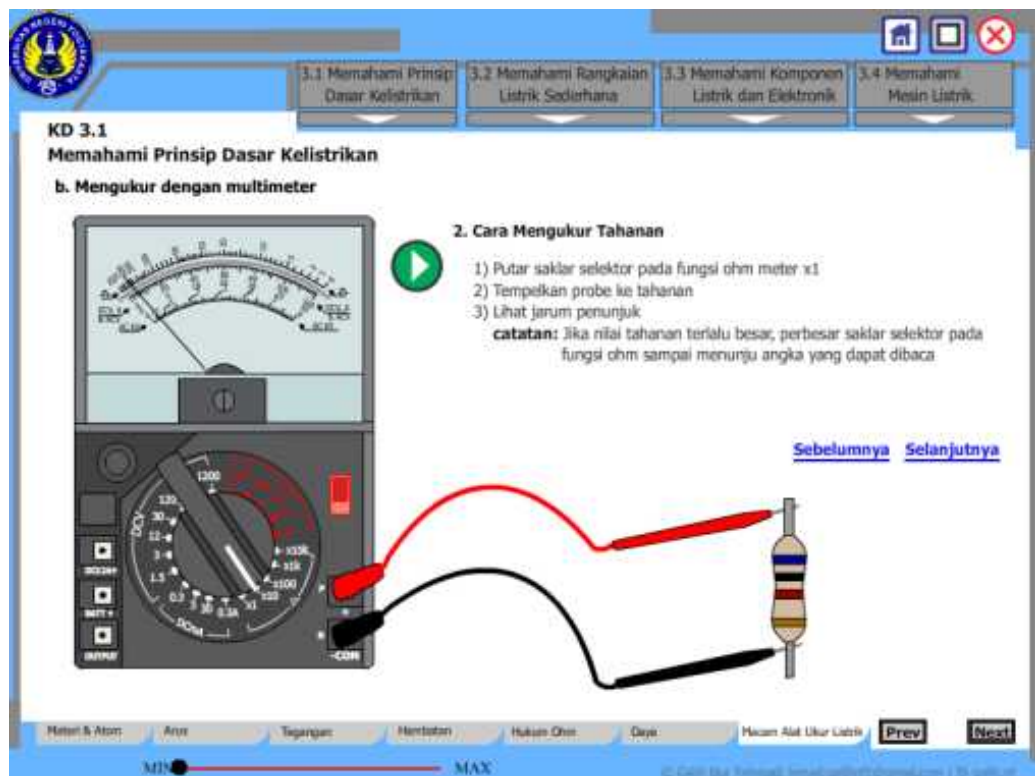 UNIVERSITAS NEGERI YOGYAKARTA
3.1 Memahami Prinsip
Dasar Kelistrikan
3.2 Memahami Rangkaian
Listrik Sederhana
3.3 Memahami Komponen
Listrik dan Elektronik
3.4 Memahami
Mesin Listrik
KD 3.1
Memahami Prinsip Dasar Kelistrikan
b. Mengukur dengan multimeter
2. Cara Mengukur Tahanan
1) Putar saklar selektor pada fungsi ohm meter x1
2) Tempelkan probe ke tahanan
3) Lihat jarum penunjuk
catatan: Jika nilai tahanan terlalu besar, perbesar saklar selektor pada
fungsi ohm sampai menunju angka yang dapat dibaca
Sebelumnya Selanjutnya
1200
120
30
12
3
1.5
0.3
3
30
0.3A
x1
x10
x100
x1k
x10k
DCV
DCmA
BATT +
OUTPUT
-COM
Materi & Atom
Arus
Tegangan
Hambatan
Hukum Ohm
Daya
Macam Alat Ukur Listrik
Prev
Next
MIN
MAX